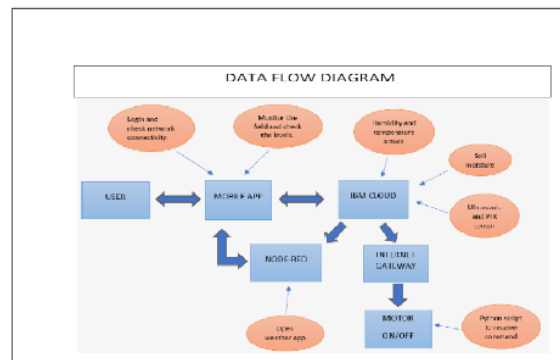 DATA FLOW DIAGRAM
Login and
check network
connectivity.
Monitor the
field and check
the levels.
Humidity and
temperature
sensor
Soil
moisture
Ultrasonic
and PIR
sensor
USER
MOBILE APP
IBM CLOUD
NODE-RED
INTERNET
GATEWAY
MOTOR
ON/OFF
Open
weather app
Python script
to receive
command